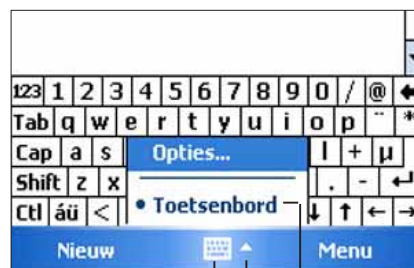 123 1 2 3 4 5 6 7 8 9 0 / @
Tab q w e r t y u i o p ¨ *
Cap a s l + µ
Shift z x . -
Ctl áü < ↓ ↑ ← →
Opties...
• Toetsenbord
Nieuw Menu